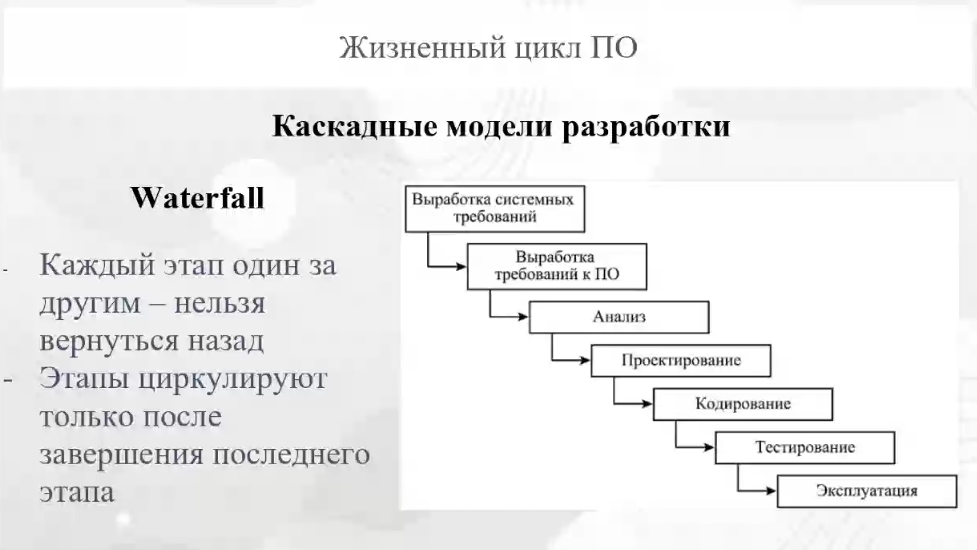 Жизненный цикл ПО
Каскадные модели разработки
Waterfall
- Каждый этап один за
другим – нельзя
вернуться назад
- Этапы циркулируют
только после
завершения последнего
этапа
Выработка системных
требований
Выработка
требований к ПО
Анализ
Проектирование
Кодирование
Тестирование
Эксплуатация